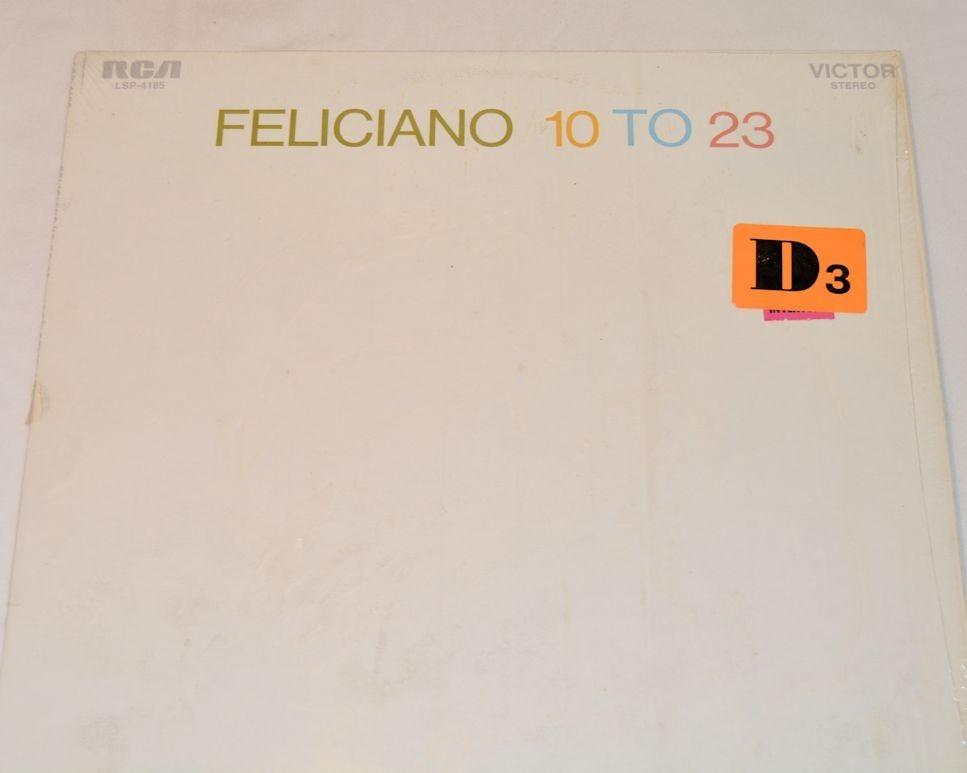 RCA VICTOR
LSP-4185 STEREO
FELICIANO 10 TO 23
D3